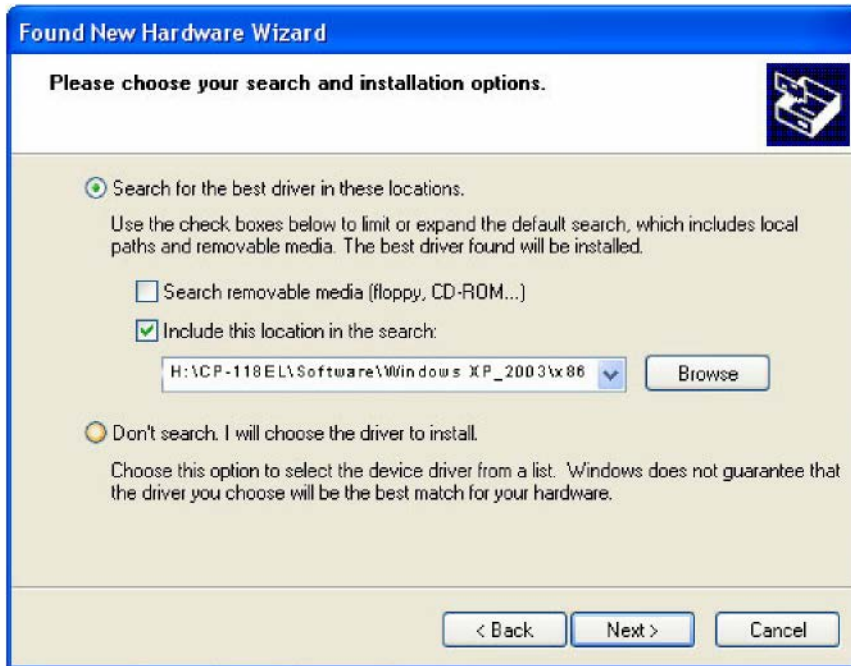 Found New Hardware Wizard
Please choose your search and installation options.
Search for the best driver in these locations.
Use the check boxes below to limit or expand the default search, which includes local
paths and removable media. The best driver found will be installed.
Search removable media (floppy, CD-ROM...)
Include this location in the search:
H:\CP-118EL\Software\Windows XP_2003\x86
Browse
Don't search. I will choose the driver to install.
Choose this option to select the device driver from a list. Windows does not guarantee that
the driver you choose will be the best match for your hardware.
< Back Next > Cancel